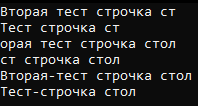 Вторая тест строчка ст
Тест строчка ст
орая тест строчка стол
ст строчка стол
Вторая-тест строчка стол
Тест-строчка стол